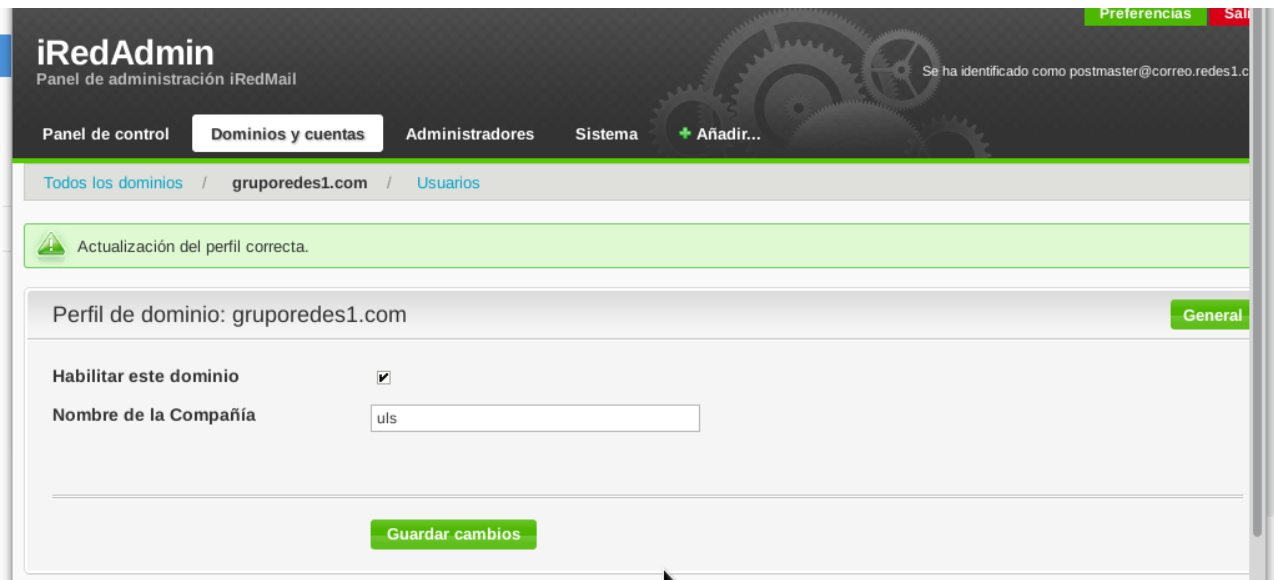 Preferencias Sali
iRedAdmin
Panel de administración iRedMail
Se ha identificado como postmaster@correo.redes1.c
Panel de control Dominios y cuentas Administradores Sistema Añadir...
Todos los dominios / gruporedes1.com / Usuarios
Actualización del perfil correcta.
Perfil de dominio: gruporedes1.com General
Habilitar este dominio
Nombre de la Compañía uls
Guardar cambios